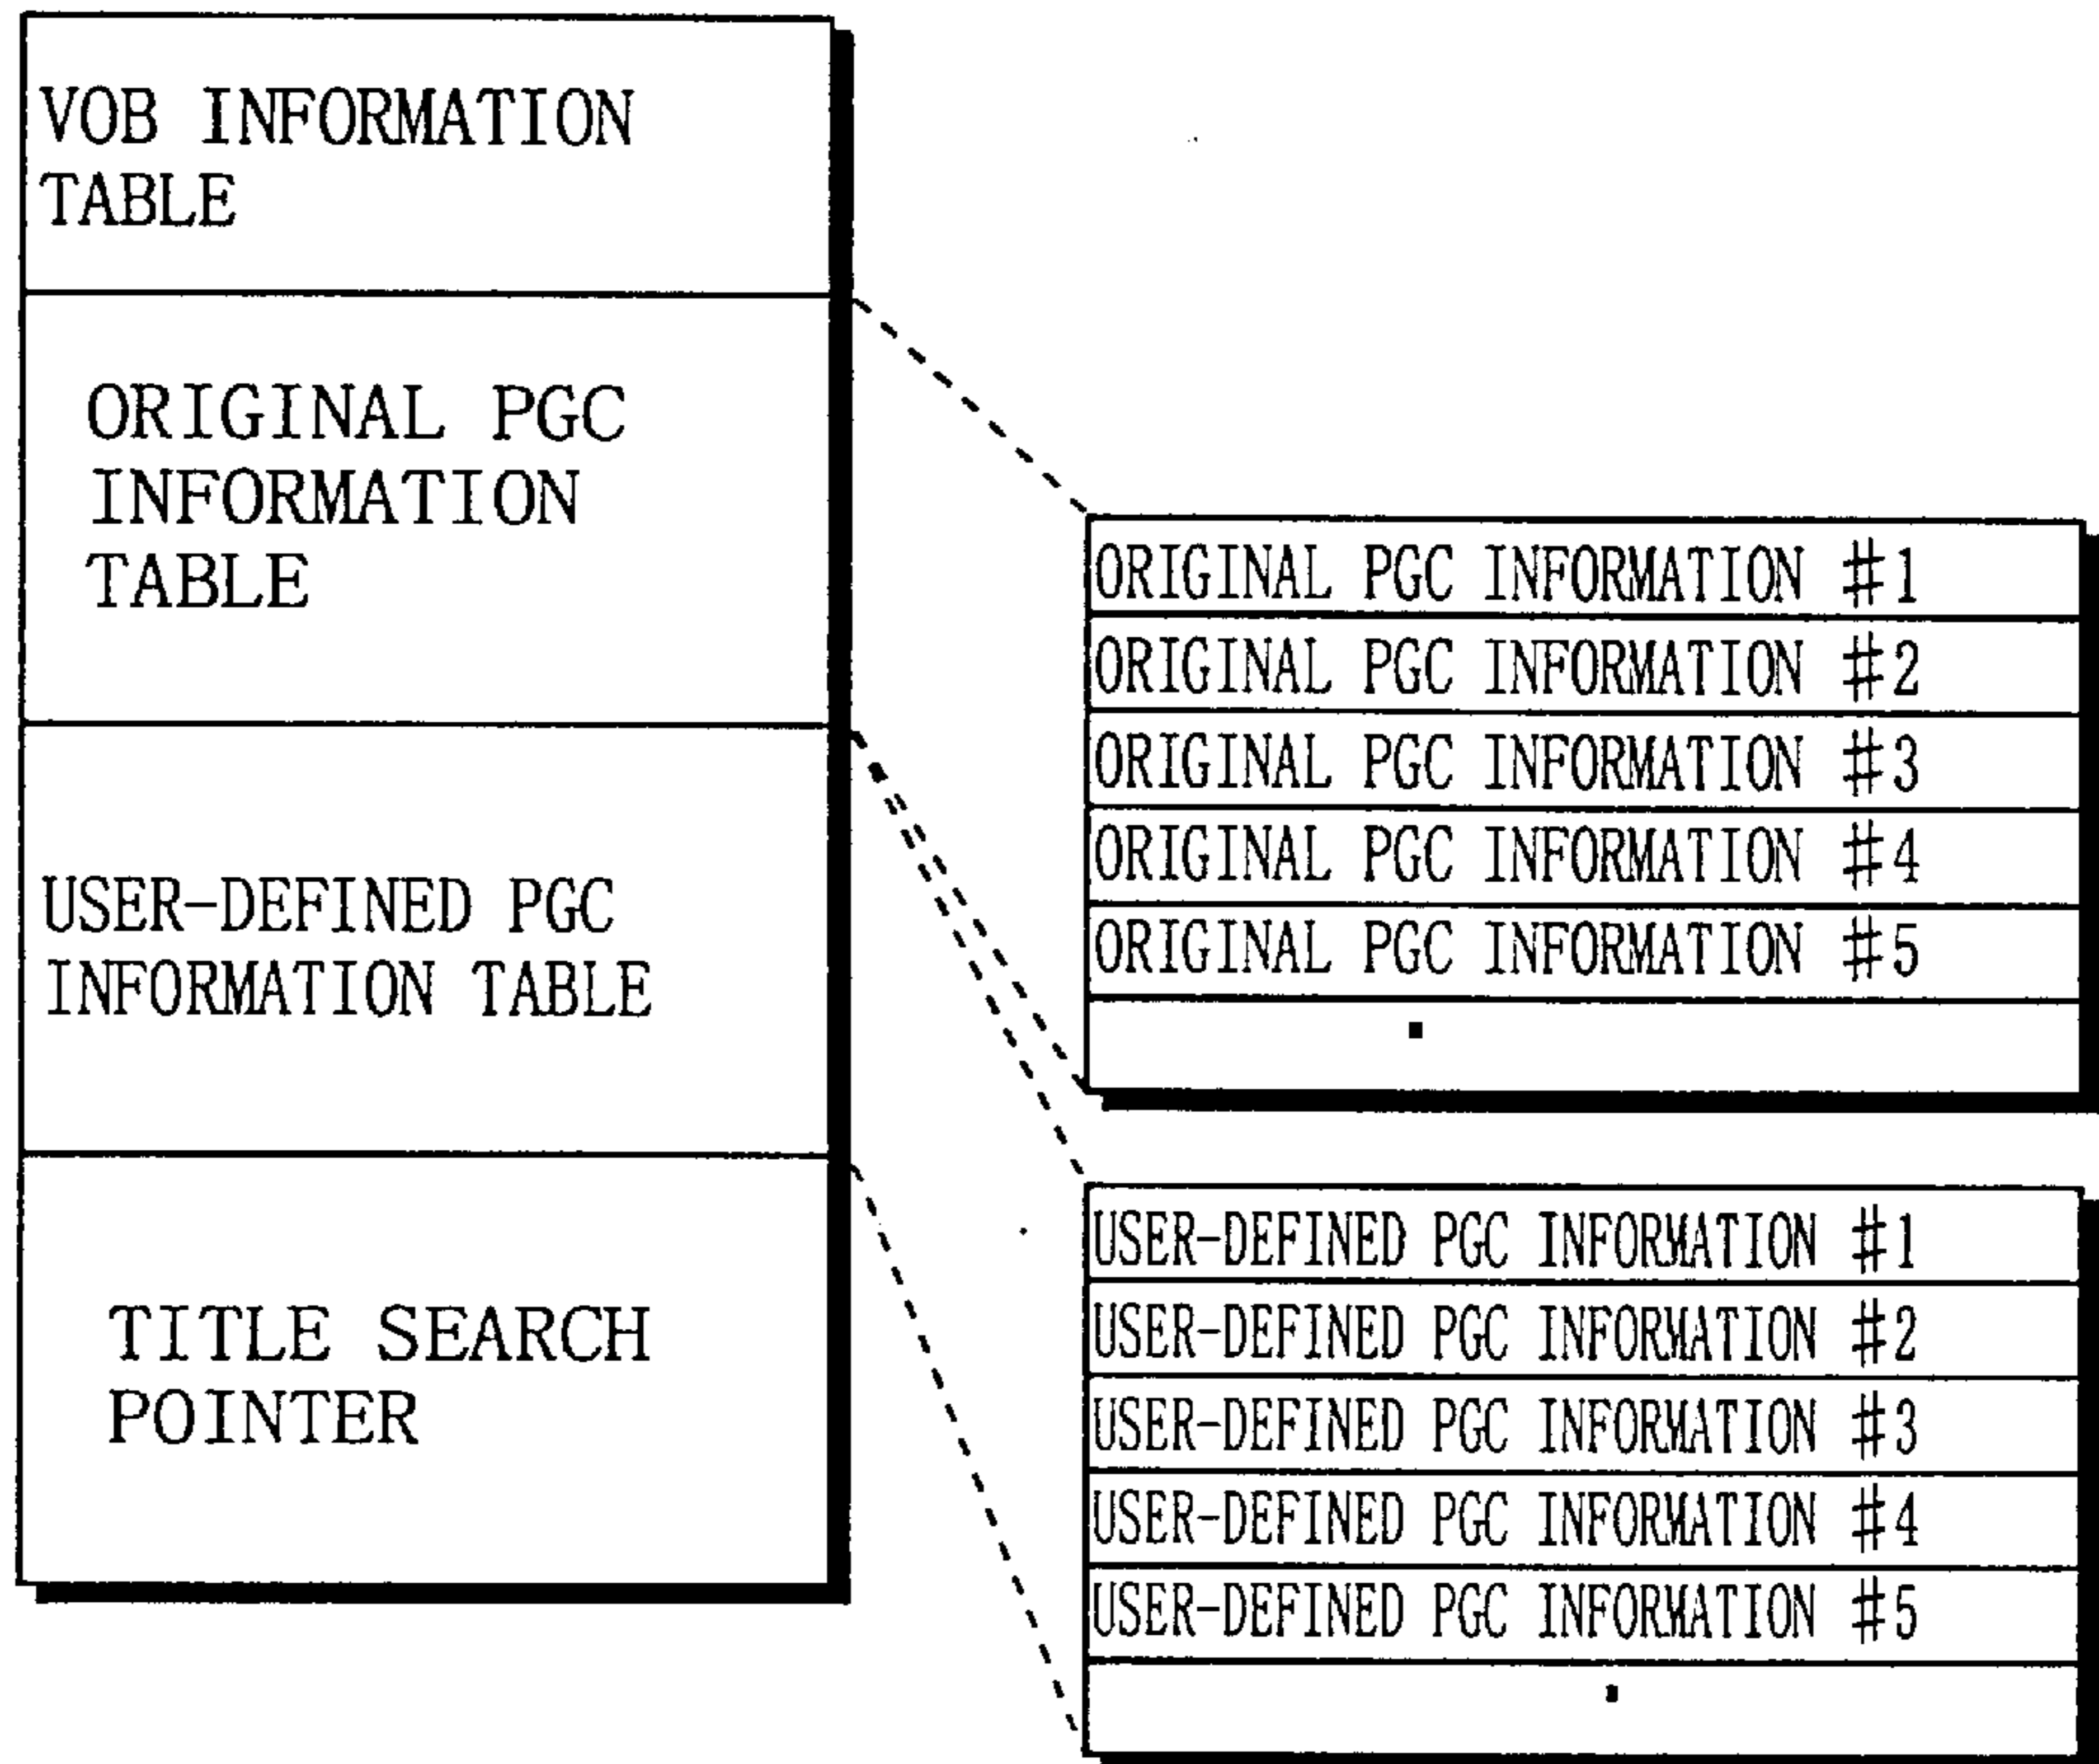 VOB INFORMATION
TABLE
ORIGINAL PGC
INFORMATION
TABLE
USER-DEFINED PGC
INFORMATION TABLE
TITLE SEARCH
POINTER
ORIGINAL PGC INFORMATION #1
ORIGINAL PGC INFORMATION #2
ORIGINAL PGC INFORMATION #3
ORIGINAL PGC INFORMATION #4
ORIGINAL PGC INFORMATION #5
USER-DEFINED PGC INFORMATION #1
USER-DEFINED PGC INFORMATION #2
USER-DEFINED PGC INFORMATION #3
USER-DEFINED PGC INFORMATION #4
USER-DEFINED PGC INFORMATION #5